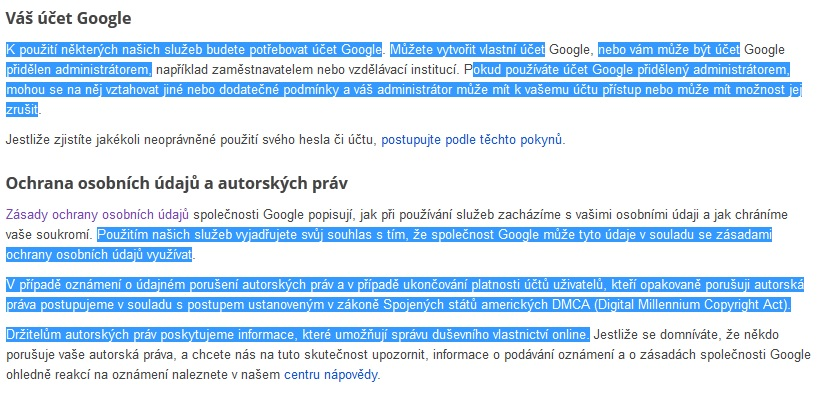 Váš účet Google
K použití některých našich služeb budete potřebovat účet Google. Můžete vytvořit vlastní účet Google, nebo vám může být účet Google
přidělen administrátorem, například zaměstnavatelem nebo vzdělávací institucí. Pokud používáte účet Google přidělený administrátorem,
mohou se na něj vztahovat jiné nebo dodatečné podmínky a váš administrátor může mít k vašemu účtu přístup nebo může mít možnost jej
zrušit.
Jestliže zjistíte jakékoli neoprávněné použití svého hesla či účtu, postupujte podle těchto pokynů.
Ochrana osobních údajů a autorských práv
Zásady ochrany osobních údajů společnosti Google popisují, jak při používání služeb zacházíme s vašimi osobními údaji a jak chráníme
vaše soukromí. Použitím našich služeb vyjadřujete svůj souhlas s tím, že společnost Google může tyto údaje v souladu se zásadami
ochrany osobních údajů využívat.
V případě oznámení o údajném porušení autorských práv a v případě ukončování platnosti účtů uživatelů, kteří opakovaně porušuji autorská
práva postupujeme v souladu s postupem ustanoveným v zákoně Spojených států amerických DMCA (Digital Millennium Copyright Act).
Držitelům autorských práv poskytujeme informace, které umožňují správu duševního vlastnictví online. Jestliže se domníváte, že někdo
porušuje vaše autorská práva, a chcete nás na tuto skutečnost upozornit, informace o podávání oznámení a o zásadách společnosti Google
ohledně reakcí na oznámení naleznete v našem centru nápovědy.